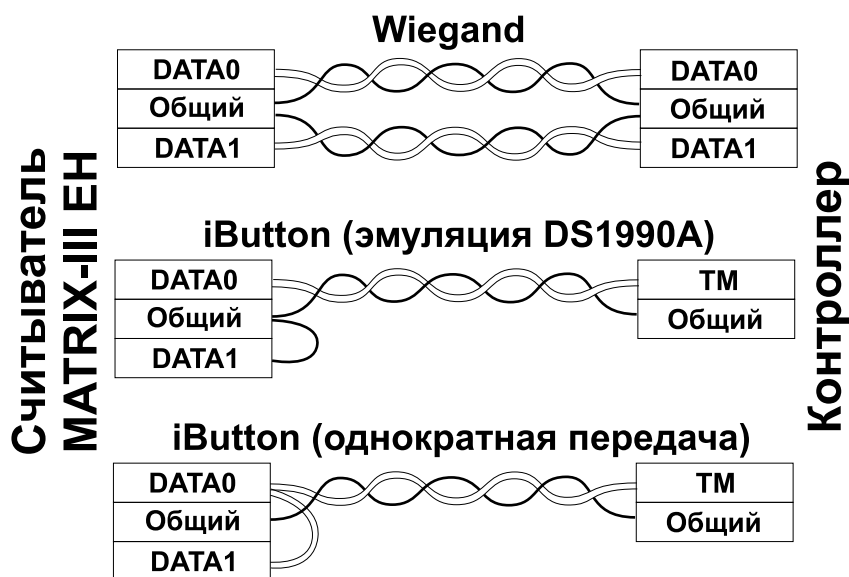 Wiegand
DATA0
Общий
DATA1
DATA0
Общий
DATA1
Считыватель
MATRIX-III EH
Контроллер
iButton (эмуляция DS1990A)
DATA0
Общий
DATA1
TM
Общий
iButton (однократная передача)
DATA0
Общий
DATA1
TM
Общий